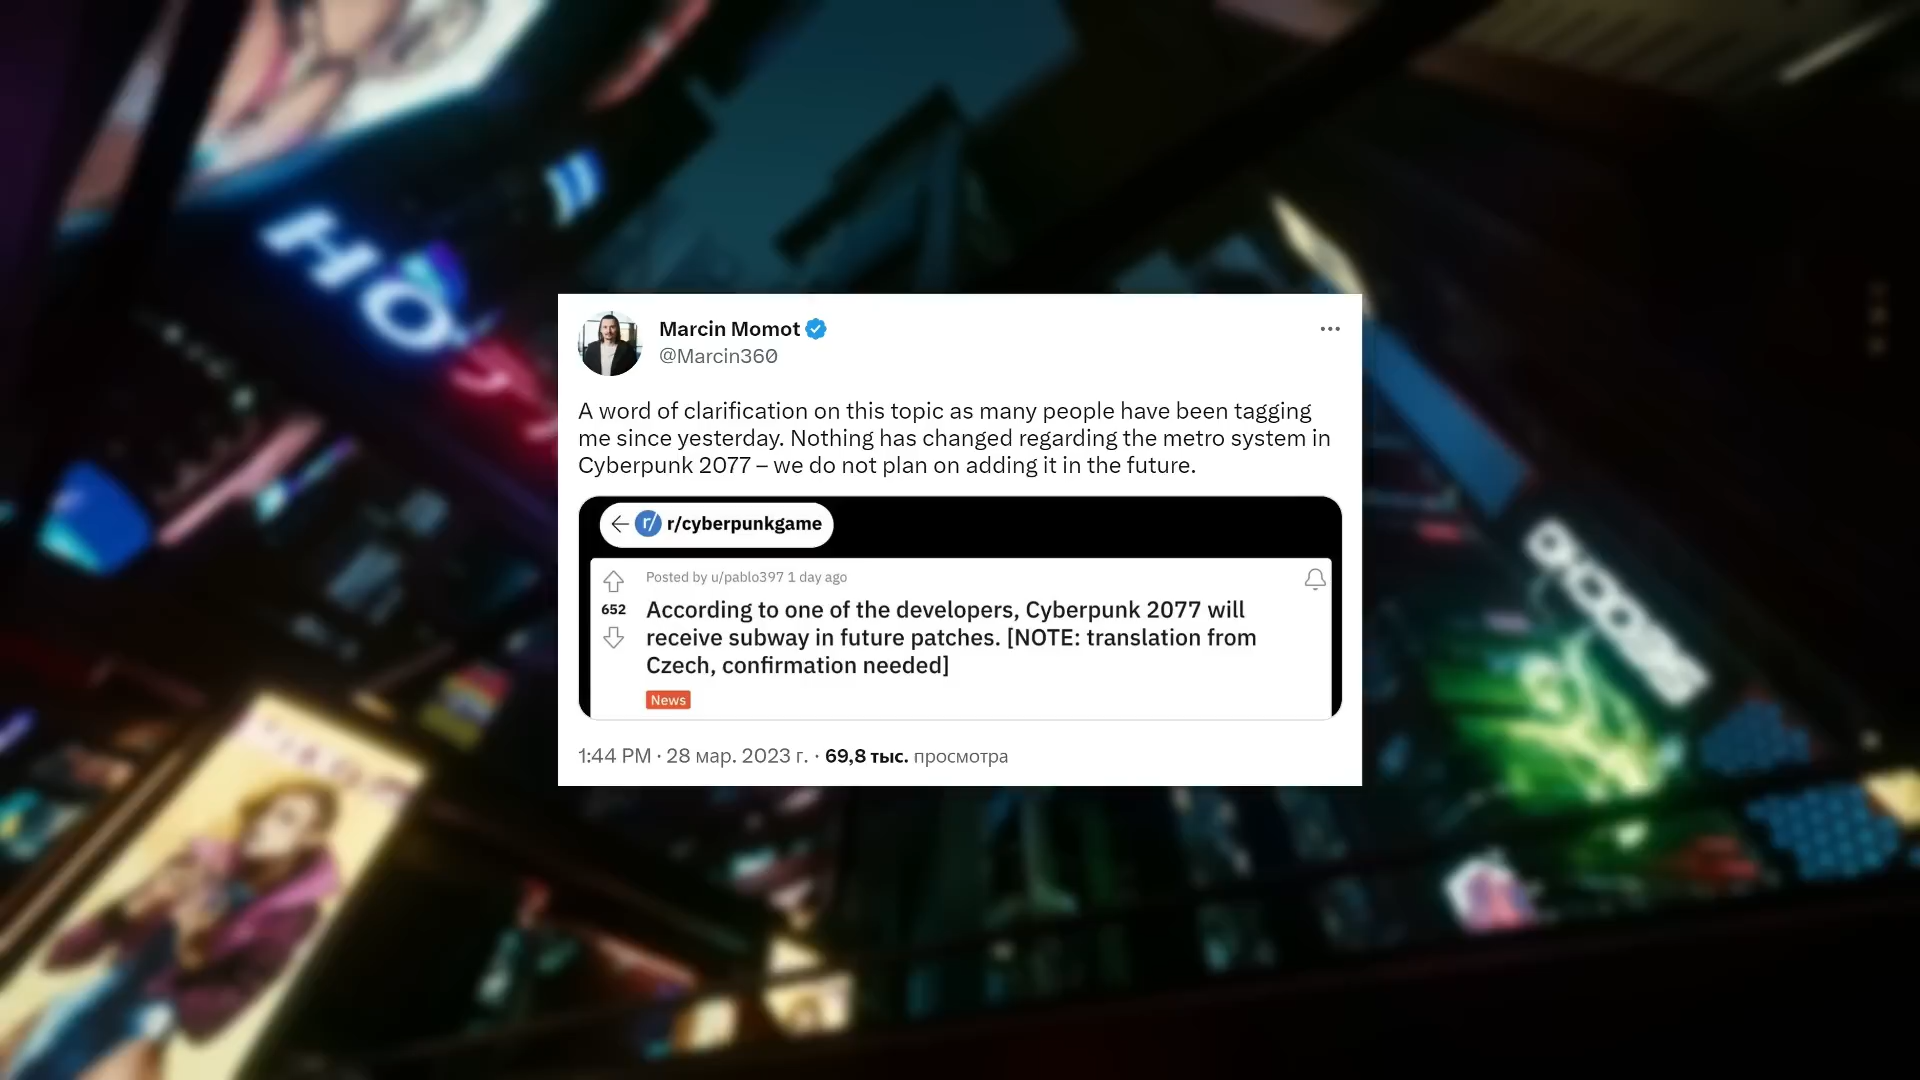 HO
Marcin Momot
@Marcin360
A word of clarification on this topic as many people have been tagging
me since yesterday. Nothing has changed regarding the metro system in
Cyberpunk 2077 – we do not plan on adding it in the future.
r/ r/cyberpunkgame
Posted by u/pablo397 1 day ago
652
According to one of the developers, Cyberpunk 2077 will
receive subway in future patches. [NOTE: translation from
Czech, confirmation needed]
News
1:44 PM · 28 мар. 2023 г. · 69,8 тыс. просмотра